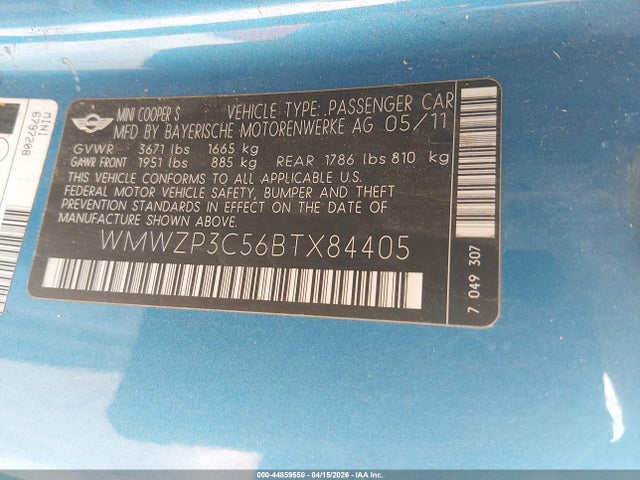 MINI
6797208
MINI COOPER S VEHICLE TYPE: PASSENGER CAR
MFD BY BAYERISCHE MOTORENWERKE AG 05/11
GVWR 3671 lbs 1665 kg
GAWR FRONT 1951 lbs 885 kg REAR 1786 lbs 810 kg
THIS VEHICLE CONFORMS TO ALL APPLICABLE U.S.
FEDERAL MOTOR VEHICLE SAFETY, BUMPER AND THEFT
PREVENTION STANDARDS IN EFFECT ON THE DATE OF
MANUFACTURE SHOWN ABOVE.
WMWZP3C56BTX84405
7 049 307
000-44859560 - 04/15/2026 - IAA Inc.